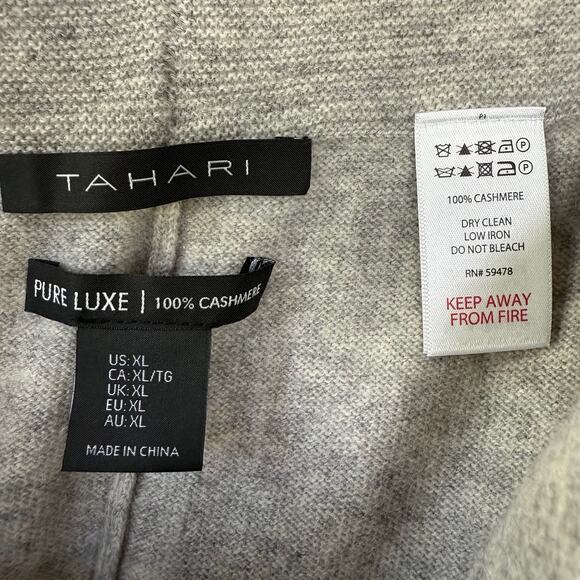 TAHARI
PURE LUXE | 100% CASHMERE
US: XL
CA: XL/TG
UK: XL
EU: XL
AU: XL
MADE IN CHINA
100% CASHMERE
DRY CLEAN
LOW IRON
DO NOT BLEACH
RN# 59478
KEEP AWAY
FROM FIRE